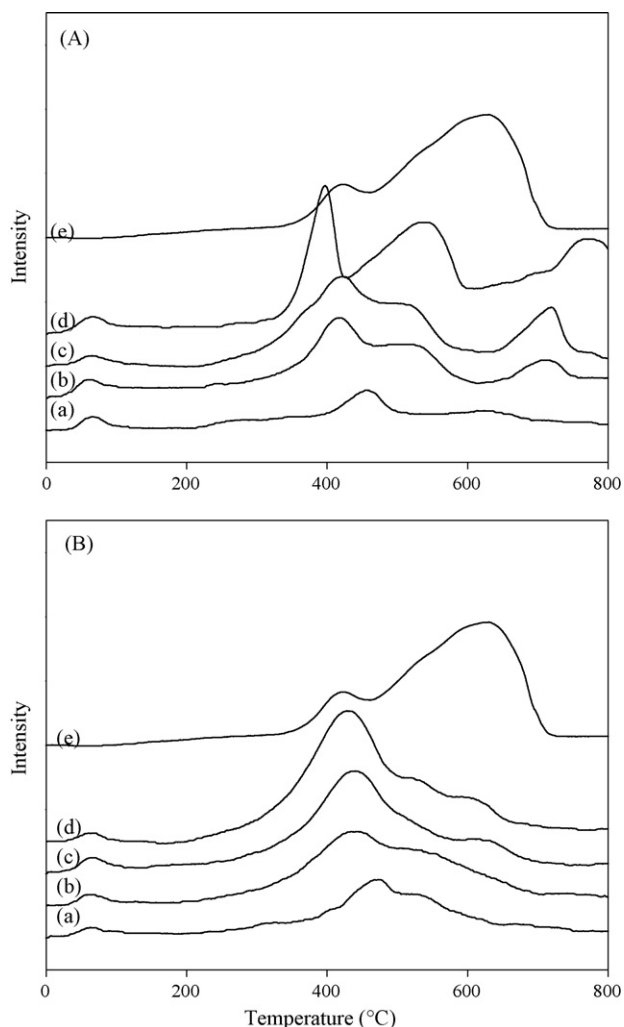 (A)
Intensity
(e)
(d)
(c)
(b)
(a)
0 200 400 600 800
(B)
Intensity
(e)
(d)
(c)
(b)
(a)
0 200 400 600 800
Temperature (°C)